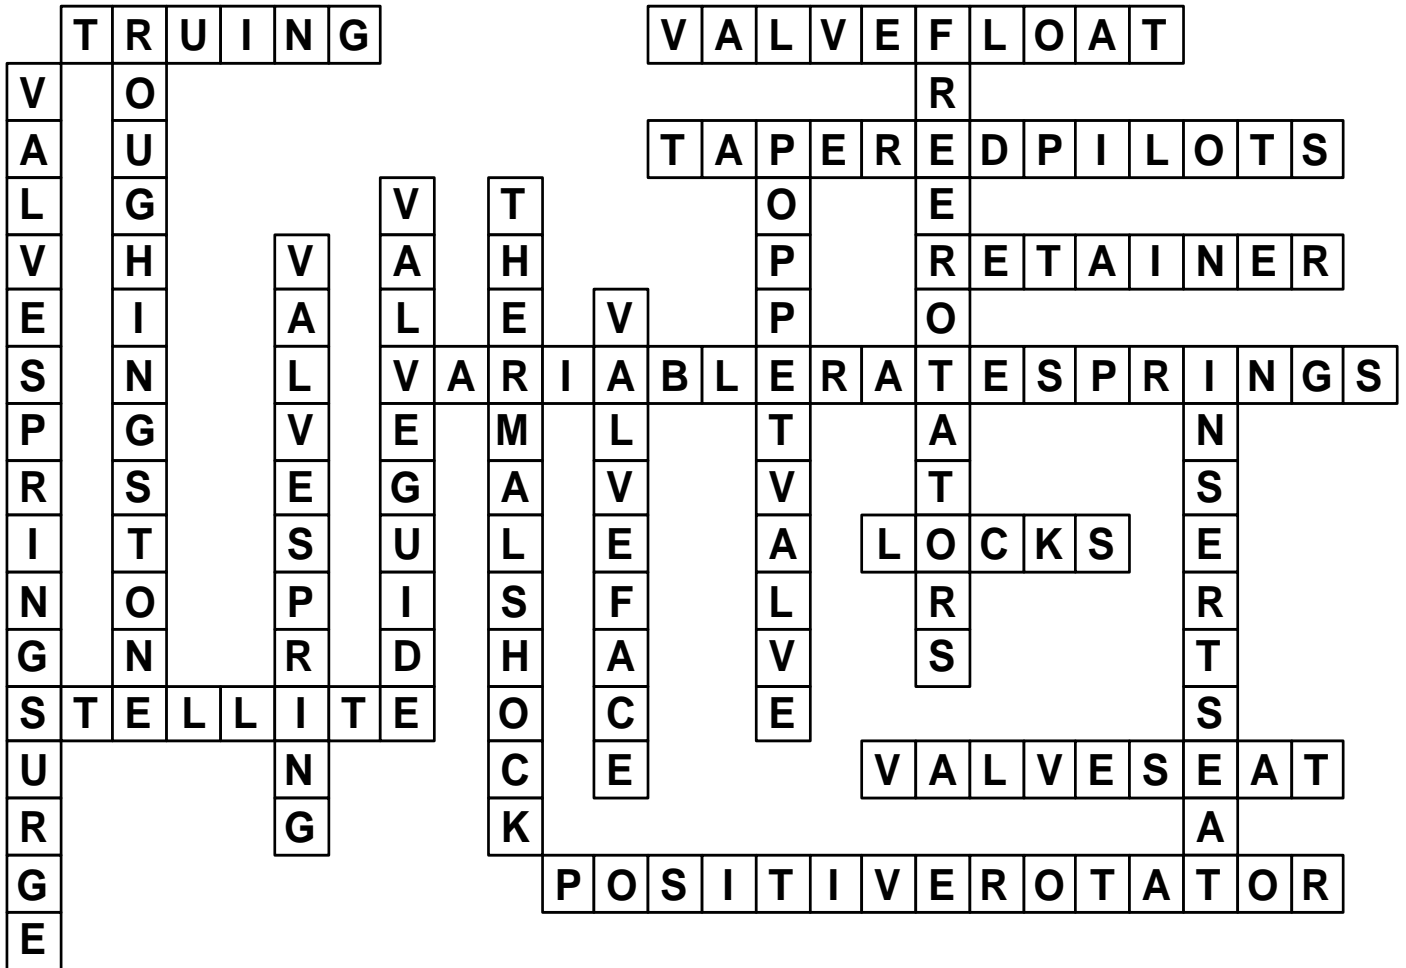 TRUING
VALVEFLOAT
VALVESPRINGSURGE
ROUGHINGSTONE
FREEROTATORS
TAPEREDPILOTS
POPPETVALVE
VALVEGUIDE
THERMALSHOCK
VALVESPRING
RETAINER
VALVEFACE
VARIABLERATESPRINGS
INSERTSEAT
LOCKS
STELLITE
VALVESEAT
POSITIVEROTATOR